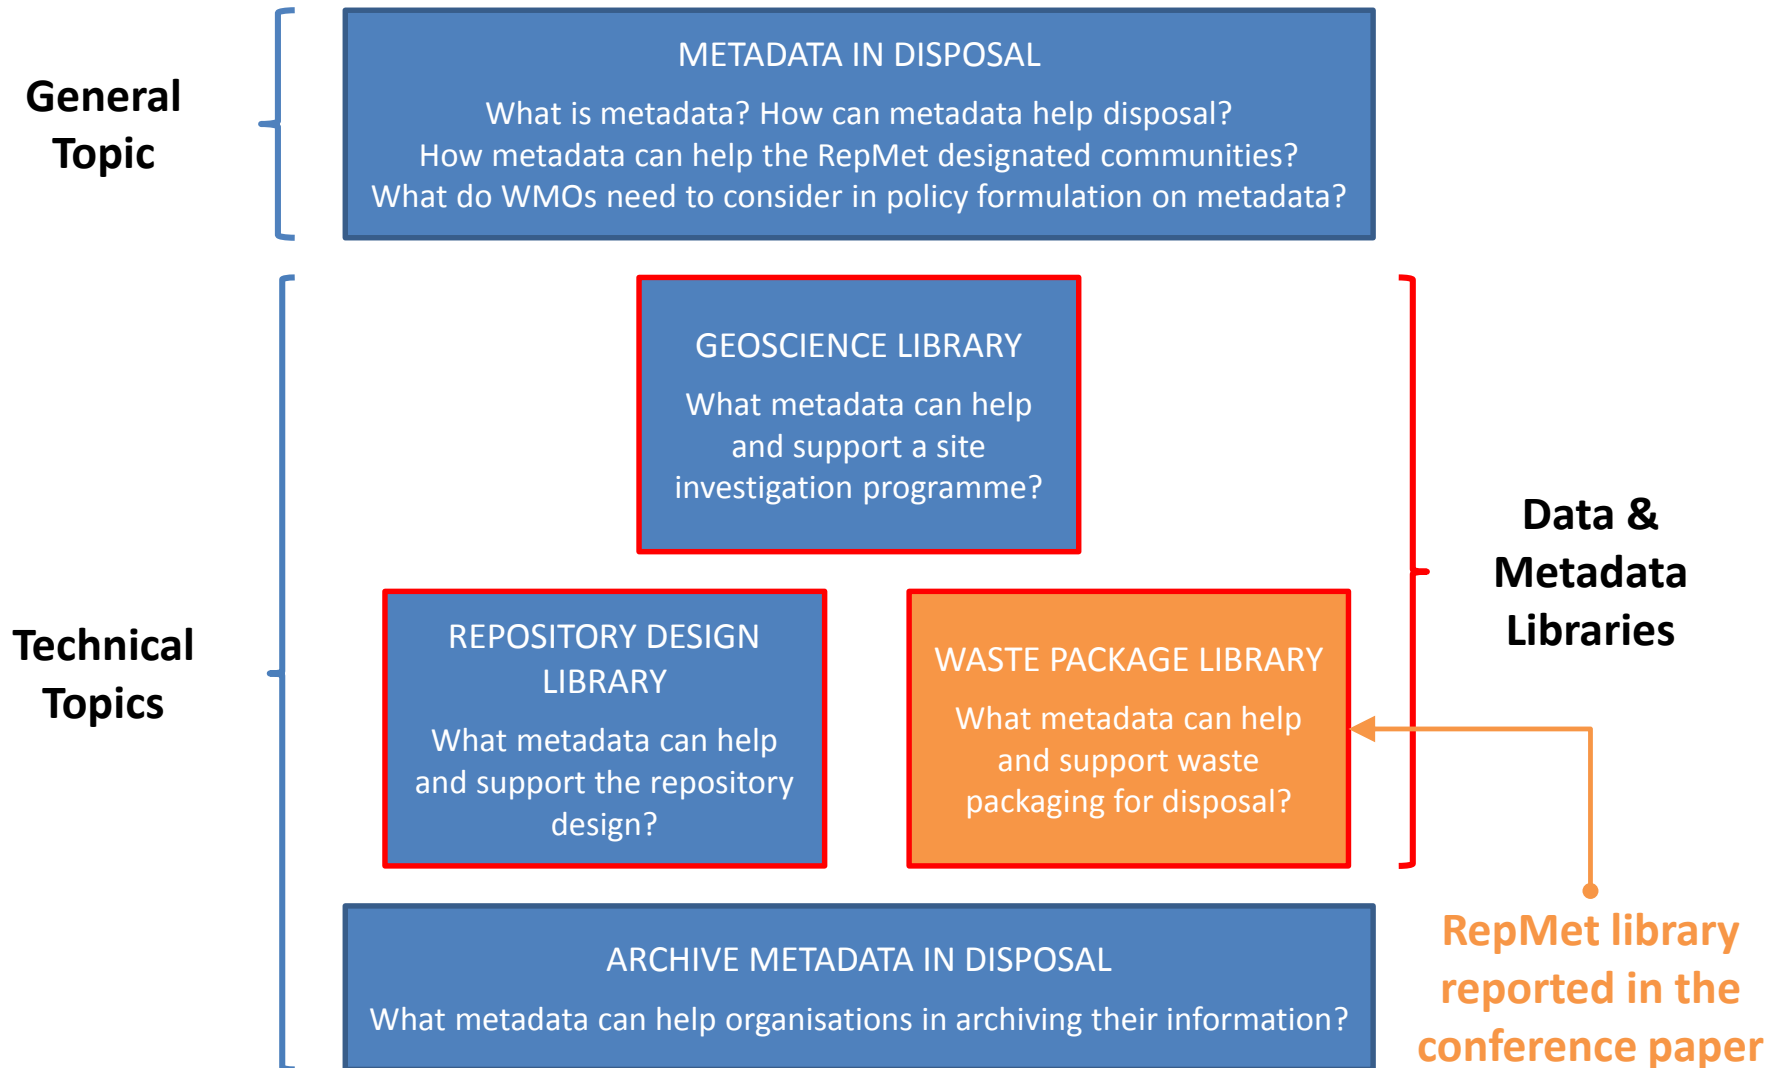 General
Topic
METADATA IN DISPOSAL
What is metadata? How can metadata help disposal?
How metadata can help the RepMet designated communities?
What do WMOs need to consider in policy formulation on metadata?
Technical
Topics
GEOSCIENCE LIBRARY
What metadata can help
and support a site
investigation programme?
REPOSITORY DESIGN
LIBRARY
What metadata can help
and support the repository
design?
WASTE PACKAGE LIBRARY
What metadata can help
and support waste
packaging for disposal?
Data &
Metadata
Libraries
ARCHIVE METADATA IN DISPOSAL
What metadata can help organisations in archiving their information?
RepMet library
reported in the
conference paper